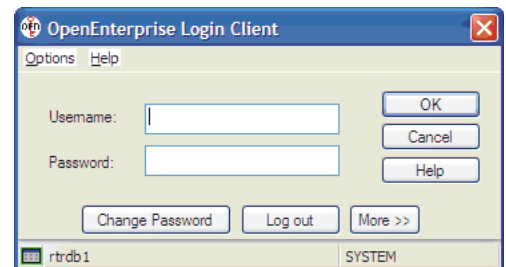 OpenEnterprise Login Client
Options Help
Username:
Password:
OK
Cancel
Help
Change Password
Log out
More >>
rtrdb1
SYSTEM